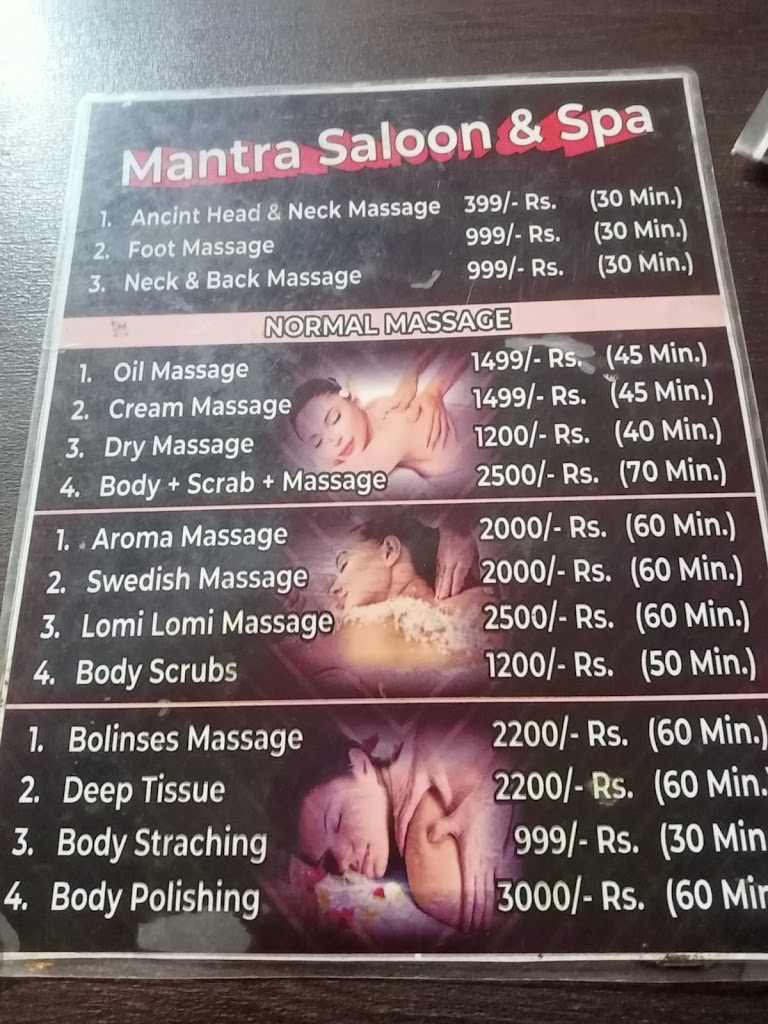 Mantra Saloon & Spa
1. Ancint Head & Neck Massage 399/- Rs. (30 Min.)
2. Foot Massage 999/- Rs. (30 Min.)
3. Neck & Back Massage 999/- Rs. (30 Min.)
NORMAL MASSAGE
1. Oil Massage 1499/- Rs. (45 Min.)
2. Cream Massage 1499/- Rs. (45 Min.)
3. Dry Massage 1200/- Rs. (40 Min.)
4. Body + Scrab + Massage 2500/- Rs. (70 Min.)
1. Aroma Massage 2000/- Rs. (60 Min.)
2. Swedish Massage 2000/- Rs. (60 Min.)
3. Lomi Lomi Massage 2500/- Rs. (60 Min.)
4. Body Scrubs 1200/- Rs. (50 Min.)
1. Bolinses Massage 2200/- Rs. (60 Min.)
2. Deep Tissue 2200/- Rs. (60 Min.
3. Body Straching 999/- Rs. (30 Min
4. Body Polishing 3000/- Rs. (60 Min